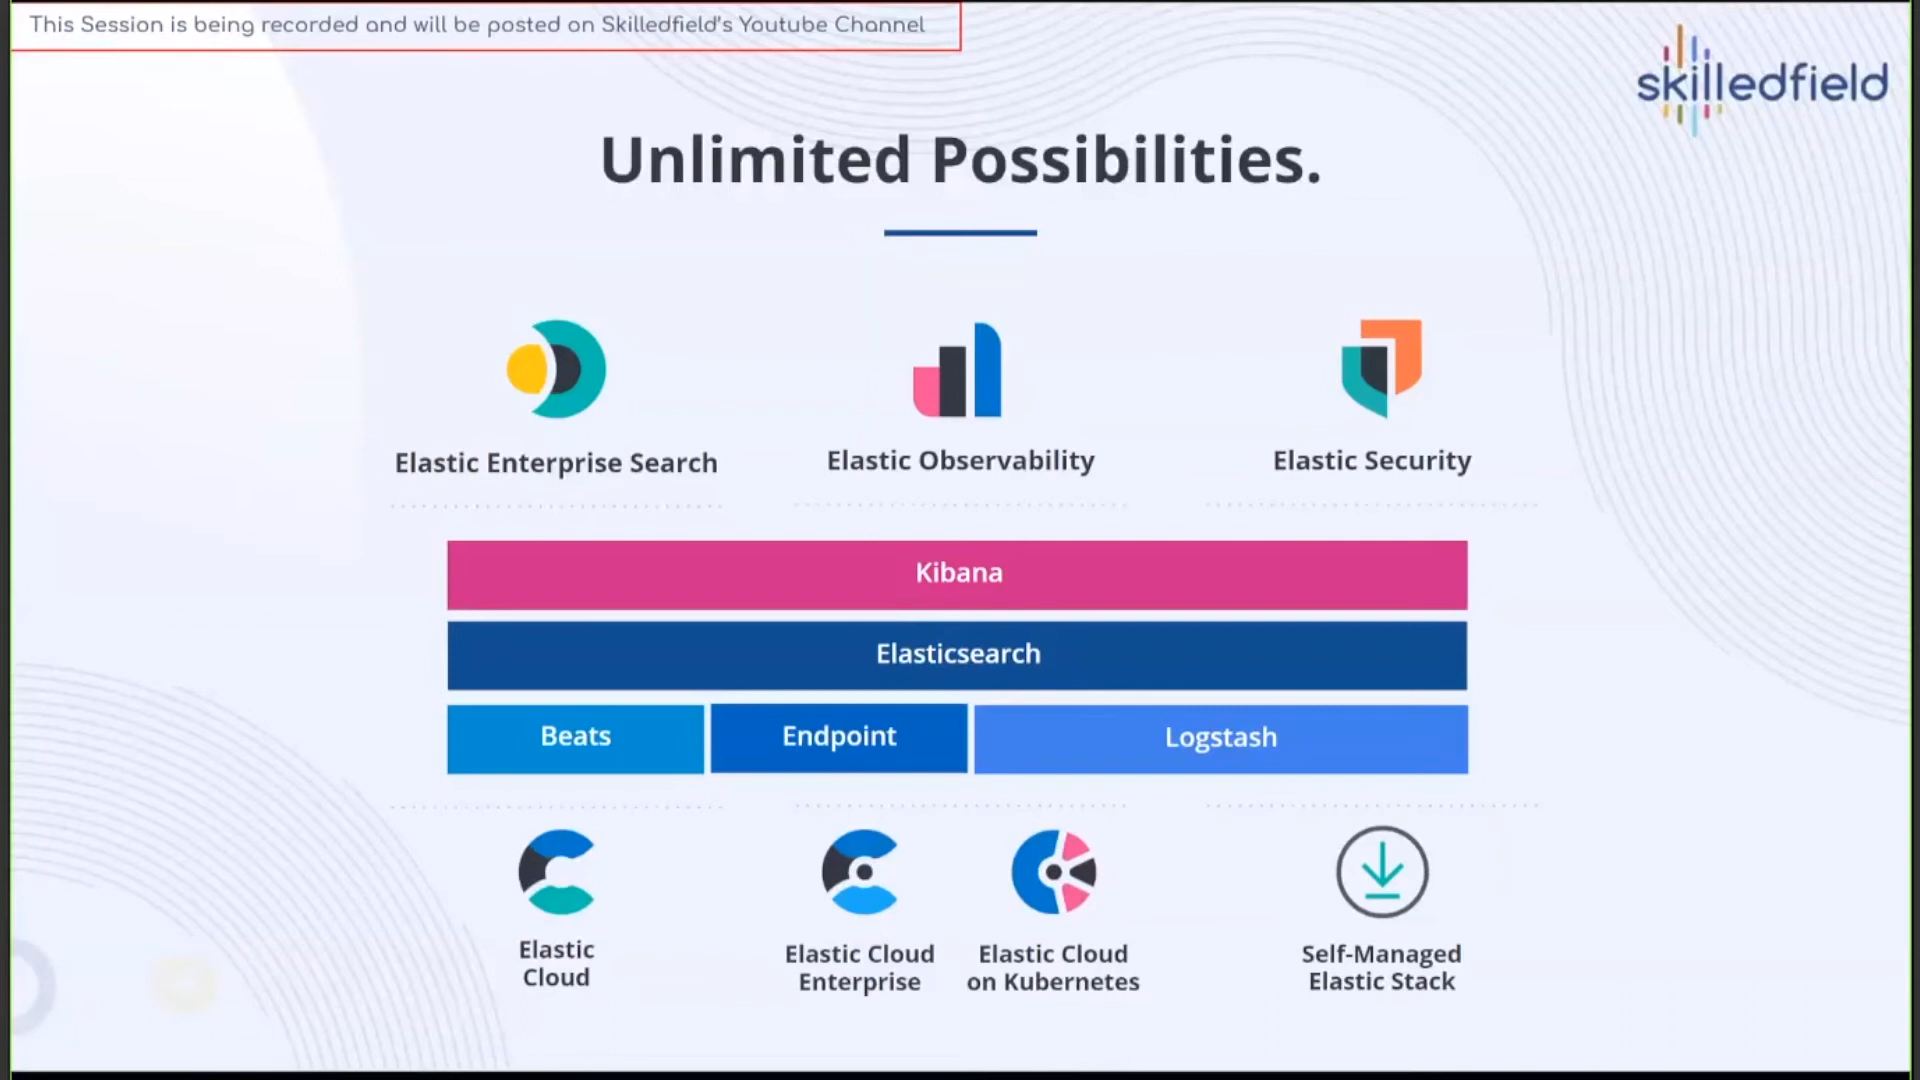 This Session is being recorded and will be posted on Skilledfield's Youtube Channel
skilledfield
Unlimited Possibilities.
Elastic Enterprise Search
Elastic Observability
Elastic Security
Kibana
Elasticsearch
Beats
Endpoint
Logstash
Elastic
Cloud
Elastic Cloud
Enterprise
Elastic Cloud
on Kubernetes
Self-Managed
Elastic Stack